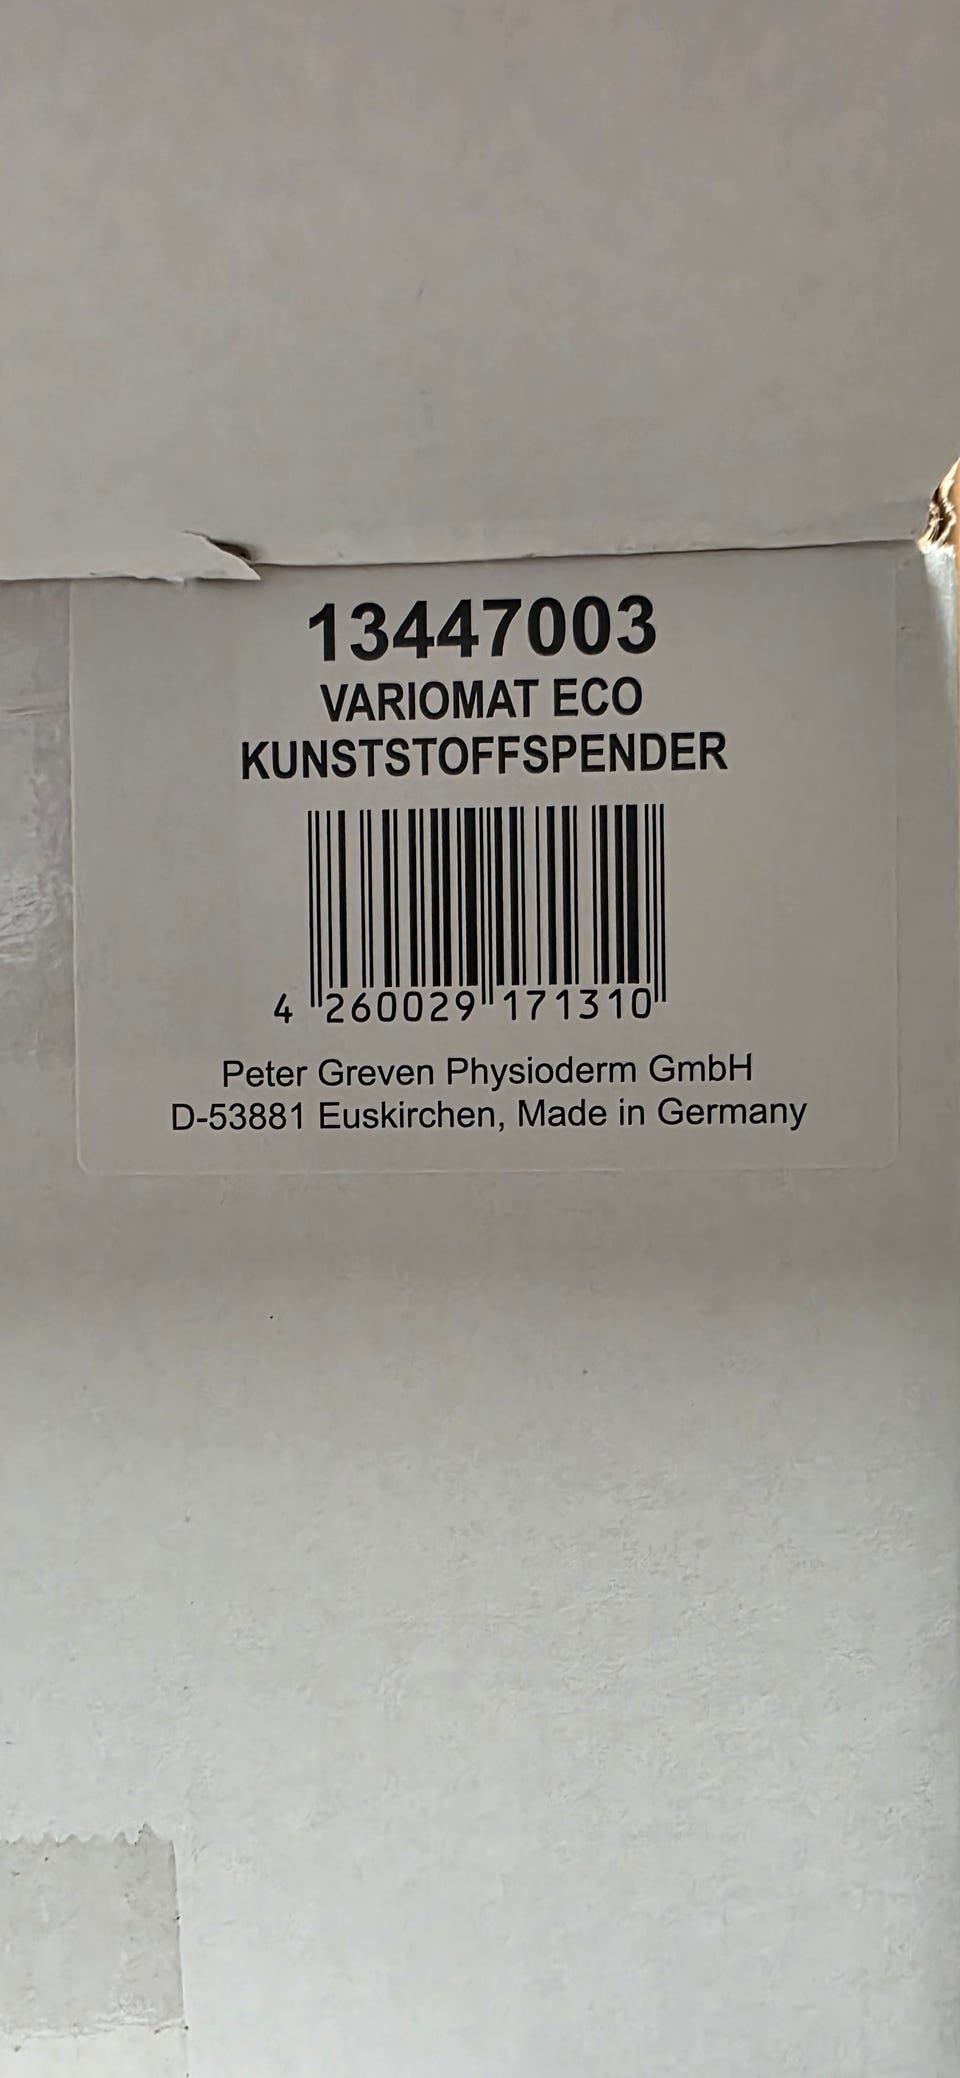 13447003
VARIOMAT ECO
KUNSTSTOFFSPENDER
4 260029 171310
Peter Greven Physioderm GmbH
D-53881 Euskirchen, Made in Germany